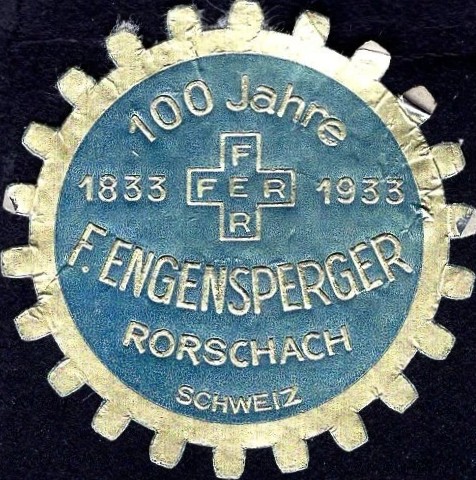 100 Jahre
F
1833 FER 1933
R
F. ENGENSPERGER
RORSCHACH
SCHWEIZ